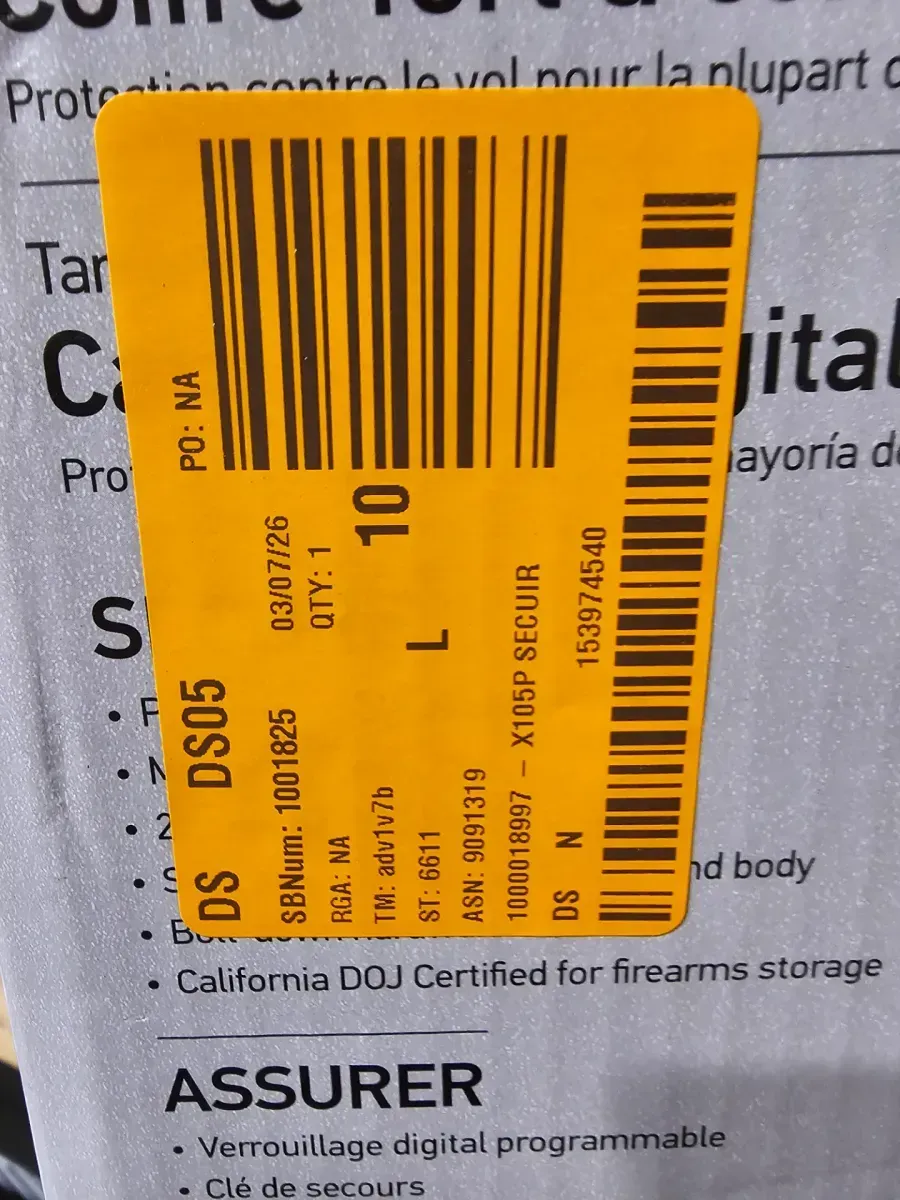 Protection contre le vol pour la plupart
DS DS05
PO: NA
SBNum: 1001825
03/07/26
RGA: NA
QTY: 1
TM: adv1v7b
10
ST: 6611
L
ASN: 9091319
1000018997 – X105P SECUIR
DS N
153974540
nd body
• California DOJ Certified for firearms storage
ASSURER
• Verrouillage digital programmable
• Clé de secours